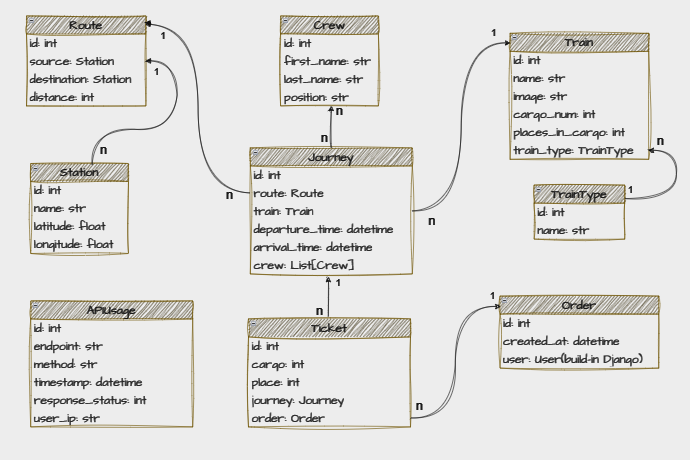 Route
id: int
source: Station
destination: Station
distance: int
1
1
n
Station
id: int
name: str
latitude: float
longitude: float
Crew
id: int
first_name: str
last_name: str
position: str
n
n
Journey
id: int
route: Route
train: Train
departure_time: datetime
arrival_time: datetime
crew: List[Crew]
n
n
1
n
1
Train
id: int
name: str
image: str
cargo_num: int
places_in_cargo: int
train_type: TrainType
n
1
TrainType
id: int
name: str
APIUsage
id: int
endpoint: str
method: str
timestamp: datetime
response_status: int
user_ip: str
Ticket
id: int
cargo: int
place: int
journey: Journey
order: Order
n
1
Order
id: int
created_at: datetime
user: User(build-in Django)